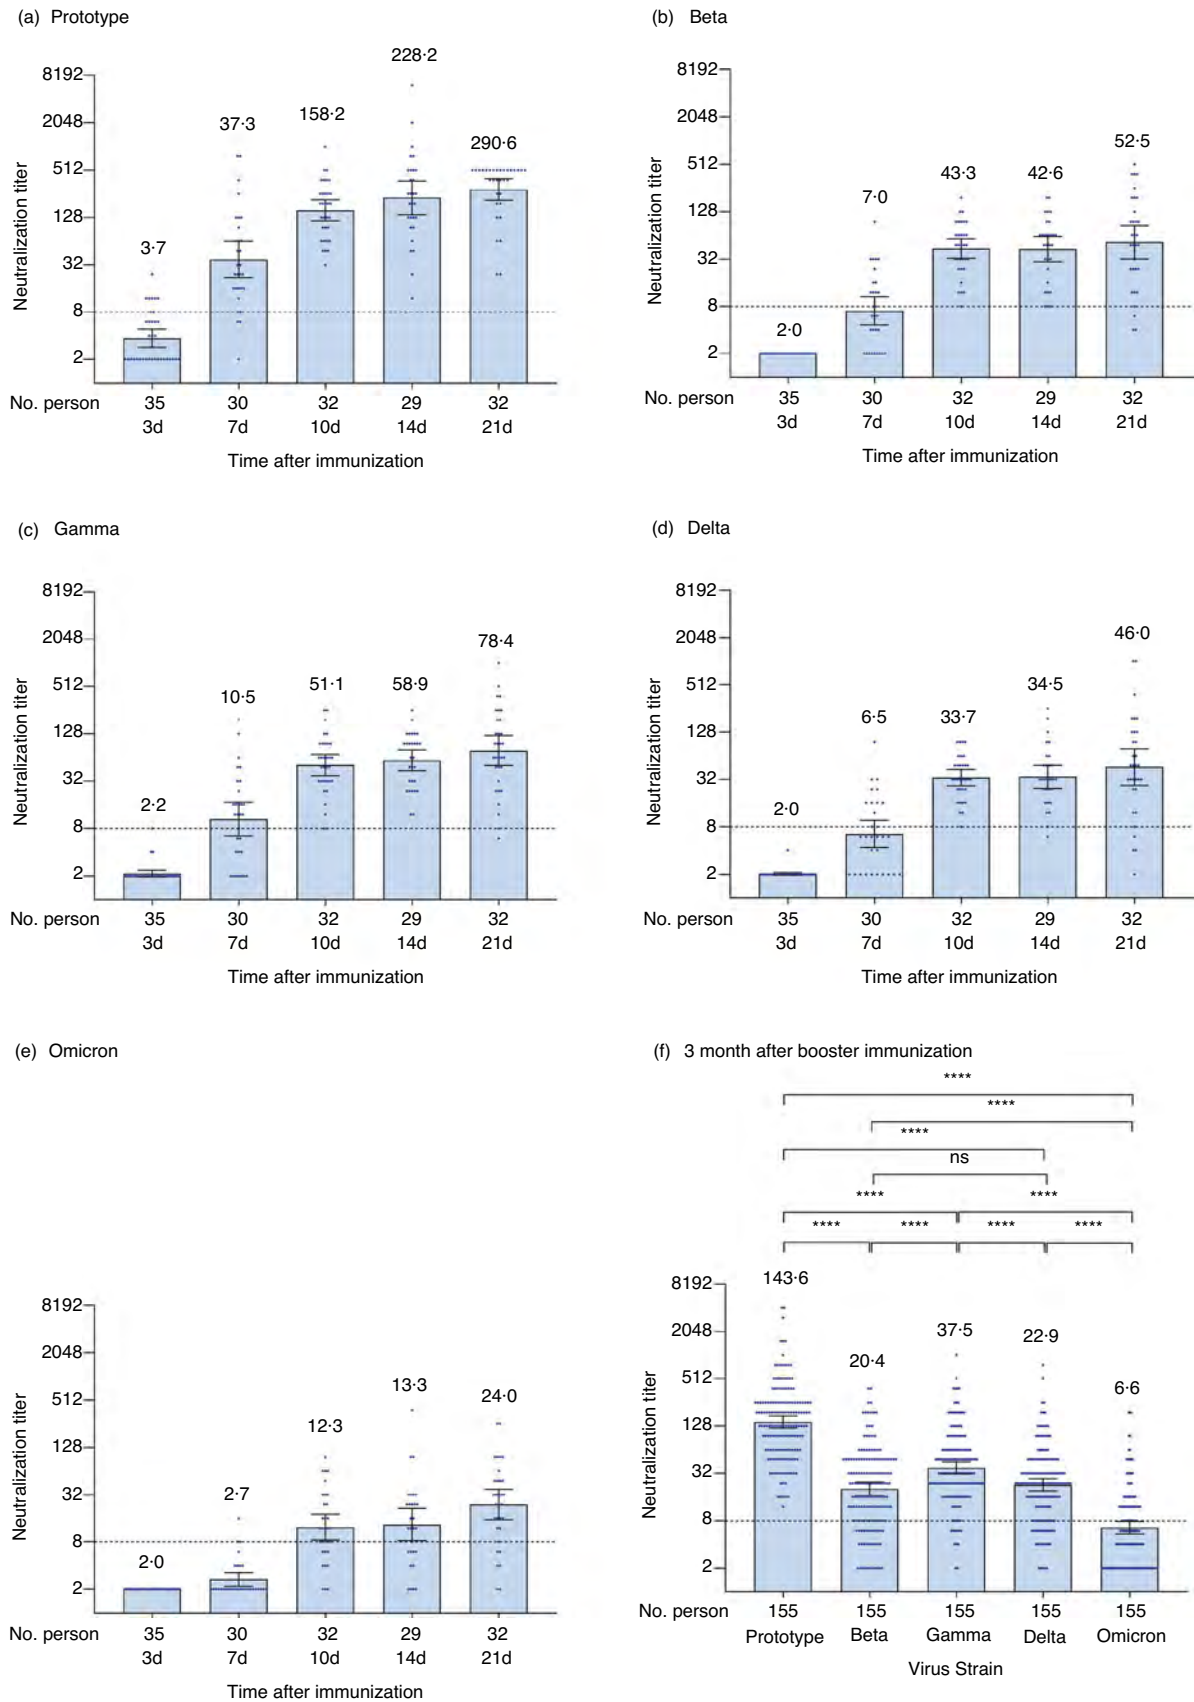 (a) Prototype
8192
2048
512
128
32
8
2
Neutralization titer
3·7
37·3
158·2
228·2
290·6
No. person 35 30 32 29 32
3d 7d 10d 14d 21d
Time after immunization
(b) Beta
8192
2048
512
128
32
8
2
Neutralization titer
2·0
7·0
43·3
42·6
52·5
No. person 35 30 32 29 32
3d 7d 10d 14d 21d
Time after immunization
(c) Gamma
8192
2048
512
128
32
8
2
Neutralization titer
2·2
10·5
51·1
58·9
78·4
No. person 35 30 32 29 32
3d 7d 10d 14d 21d
Time after immunization
(d) Delta
8192
2048
512
128
32
8
2
Neutralization titer
2·0
6·5
33·7
34·5
46·0
No. person 35 30 32 29 32
3d 7d 10d 14d 21d
Time after immunization
(e) Omicron
8192
2048
512
128
32
8
2
Neutralization titer
2·0
2·7
12·3
13·3
24·0
No. person 35 30 32 29 32
3d 7d 10d 14d 21d
Time after immunization
(f) 3 month after booster immunization
****
****
****
ns
**** ****
**** **** **** ****
8192
2048
512
128
32
8
2
Neutralization titer
143·6
20·4
37·5
22·9
6·6
No. person 155 155 155 155 155
Prototype Beta Gamma Delta Omicron
Virus Strain